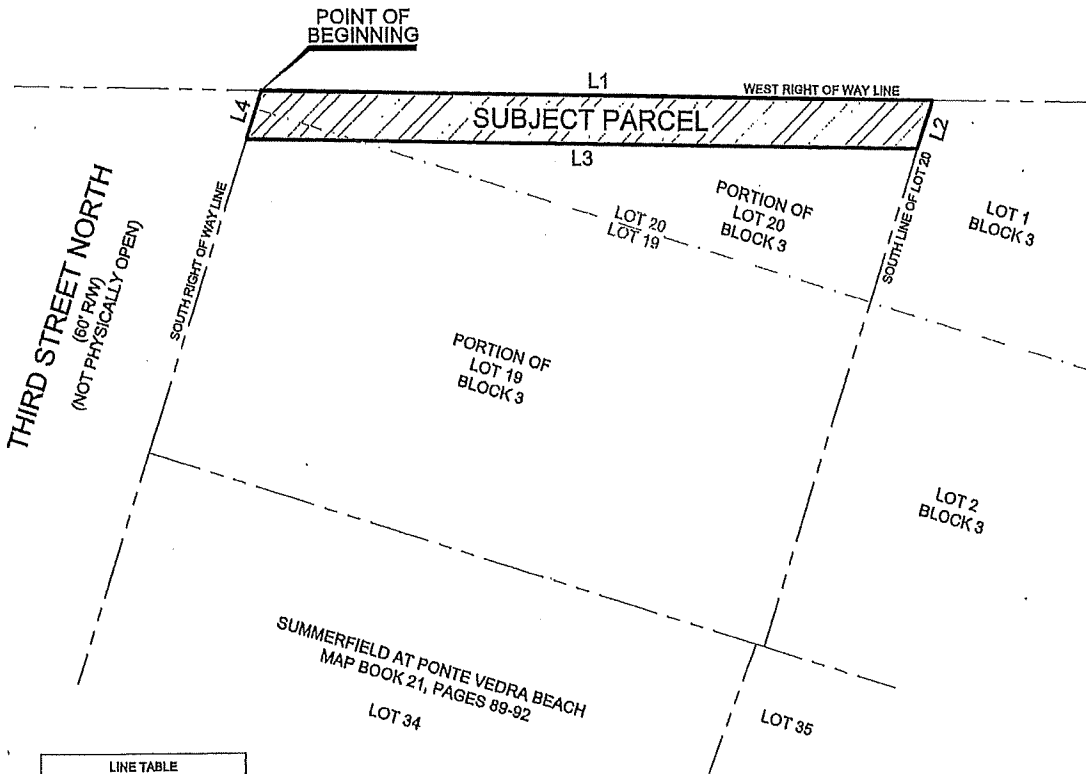 POINT OF
BEGINNING
L1
WEST RIGHT OF WAY LINE
L4
SUBJECT PARCEL
L2
L3
THIRD STREET NORTH
(60' R/W)
(NOT PHYSICALLY OPEN)
SOUTH RIGHT OF WAY LINE
LOT 20
LOT 19
PORTION OF
LOT 20
BLOCK 3
SOUTH LINE OF LOT 20
LOT 1
BLOCK 3
PORTION OF
LOT 19
BLOCK 3
LOT 2
BLOCK 3
SUMMERFIELD AT PONTE VEDRA BEACH
MAP BOOK 21, PAGES 89-92
LOT 34
LOT 35
LINE TABLE